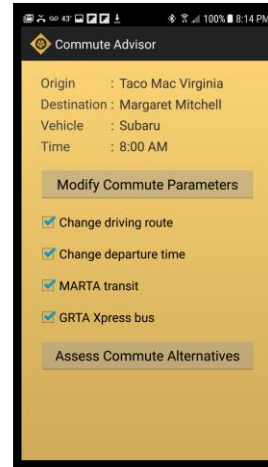 43° 100% 8:14 PM
Commute Advisor
Origin : Taco Mac Virginia
Destination : Margaret Mitchell
Vehicle : Subaru
Time : 8:00 AM
Modify Commute Parameters
Change driving route
Change departure time
MARTA transit
GRTA Xpress bus
Assess Commute Alternatives